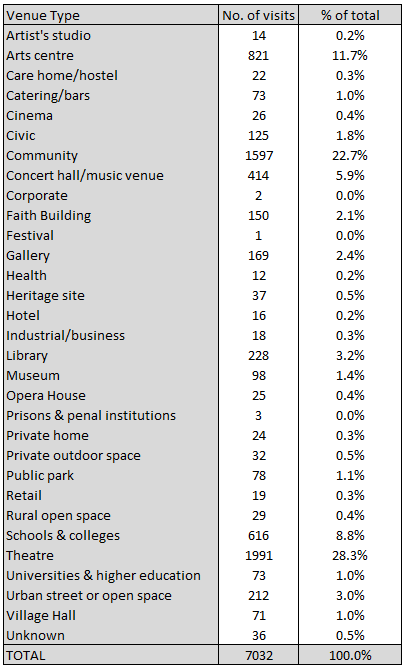 Venue Type No. of visits % of total
Artist's studio 14 0.2%
Arts centre 821 11.7%
Care home/hostel 22 0.3%
Catering/bars 73 1.0%
Cinema 26 0.4%
Civic 125 1.8%
Community 1597 22.7%
Concert hall/music venue 414 5.9%
Corporate 2 0.0%
Faith Building 150 2.1%
Festival 1 0.0%
Gallery 169 2.4%
Health 12 0.2%
Heritage site 37 0.5%
Hotel 16 0.2%
Industrial/business 18 0.3%
Library 228 3.2%
Museum 98 1.4%
Opera House 25 0.4%
Prisons & penal institutions 3 0.0%
Private home 24 0.3%
Private outdoor space 32 0.5%
Public park 78 1.1%
Retail 19 0.3%
Rural open space 29 0.4%
Schools & colleges 616 8.8%
Theatre 1991 28.3%
Universities & higher education 73 1.0%
Urban street or open space 212 3.0%
Village Hall 71 1.0%
Unknown 36 0.5%
TOTAL 7032 100.0%